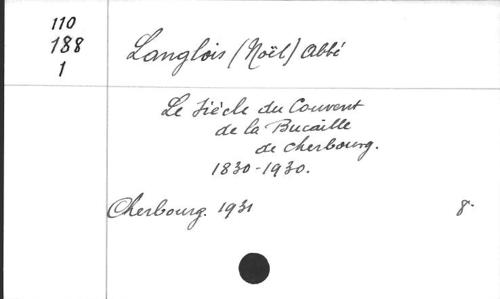 110
188
1
Langlois (Noël) Abbé
Le Siècle du Couvent
de la Bucaille
de Cherbourg.
1830-1930.
Cherbourg. 1931 8.